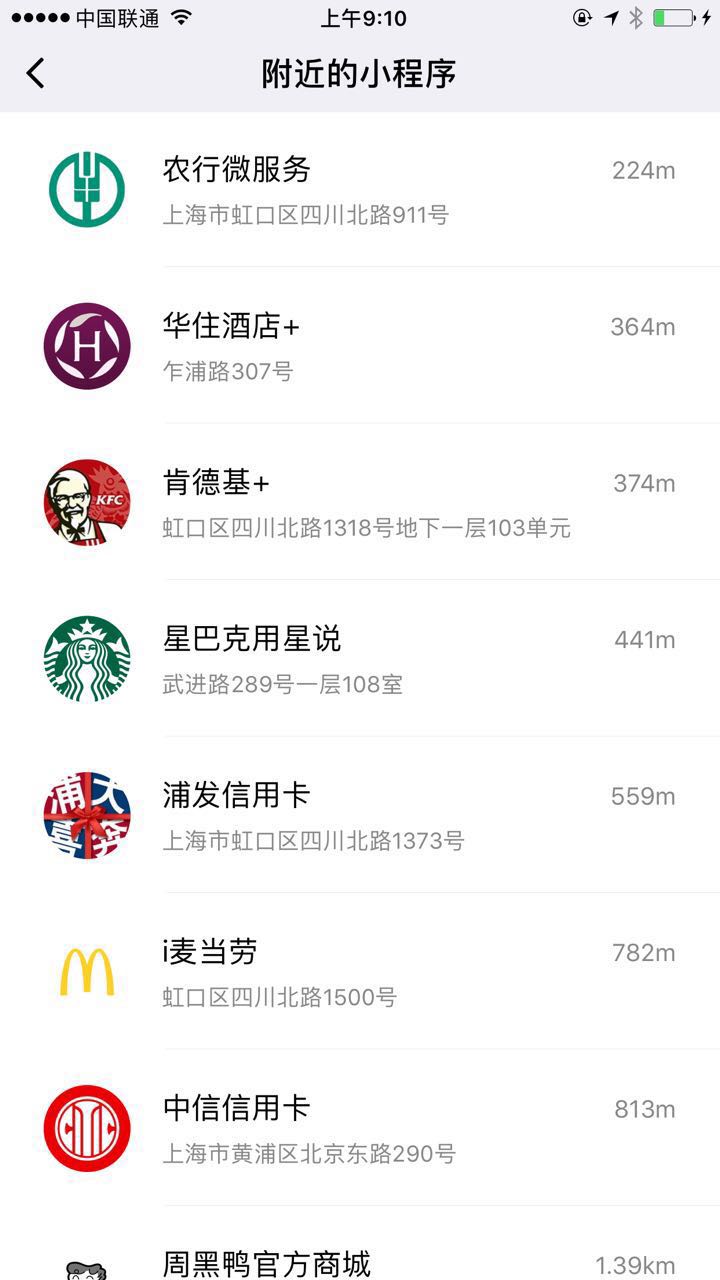 中国联通
上午9:10
附近的小程序
农行微服务
224m
上海市虹口区四川北路911号
华住酒店+
364m
乍浦路307号
H
肯德基+
374m
虹口区四川北路1318号地下一层103单元
KFC
星巴克用星说
441m
武进路289号一层108室
浦发信用卡
559m
上海市虹口区四川北路1373号
浦大
喜奔
i麦当劳
782m
虹口区四川北路1500号
中信信用卡
813m
上海市黄浦区北京东路290号
周黑鸭官方商城
1.39km